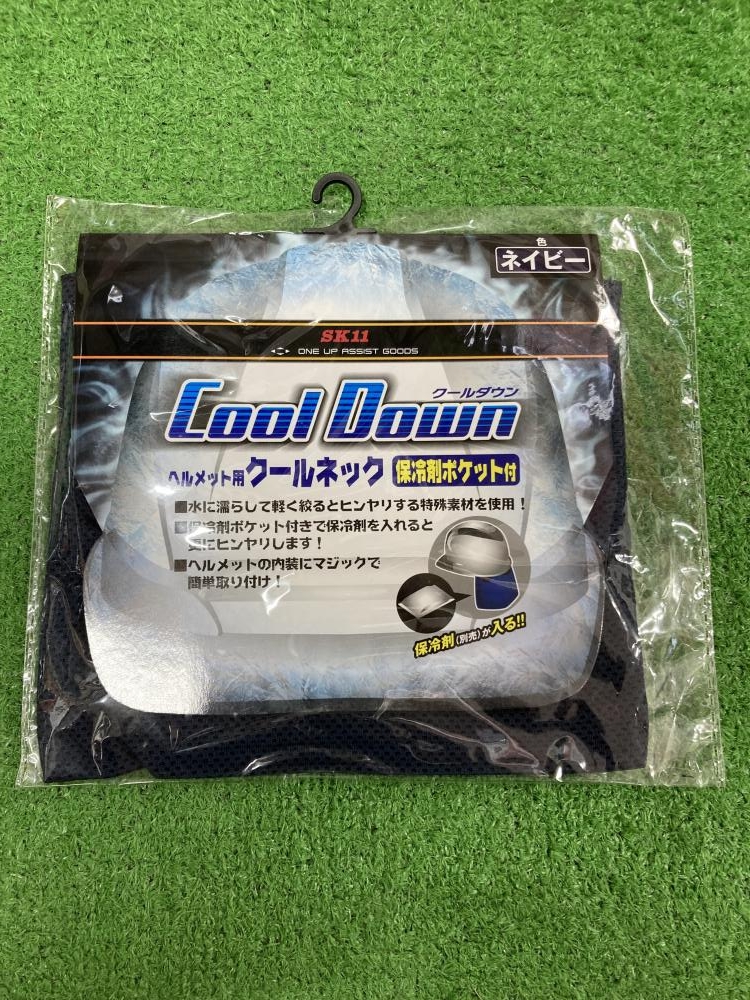 色
ネイビー
SK11
ONE UP ASSIST GOODS
クールダウン
Cool Down
ヘルメット用クールネック 保冷剤ポケット付
■水に濡らして軽く絞るとヒンヤリする特殊素材を使用！
■保冷剤ポケット付きで保冷剤を入れると
更にヒンヤリします！
■ヘルメットの内装にマジックで
簡単取り付け！
保冷剤(別売)が入る!!